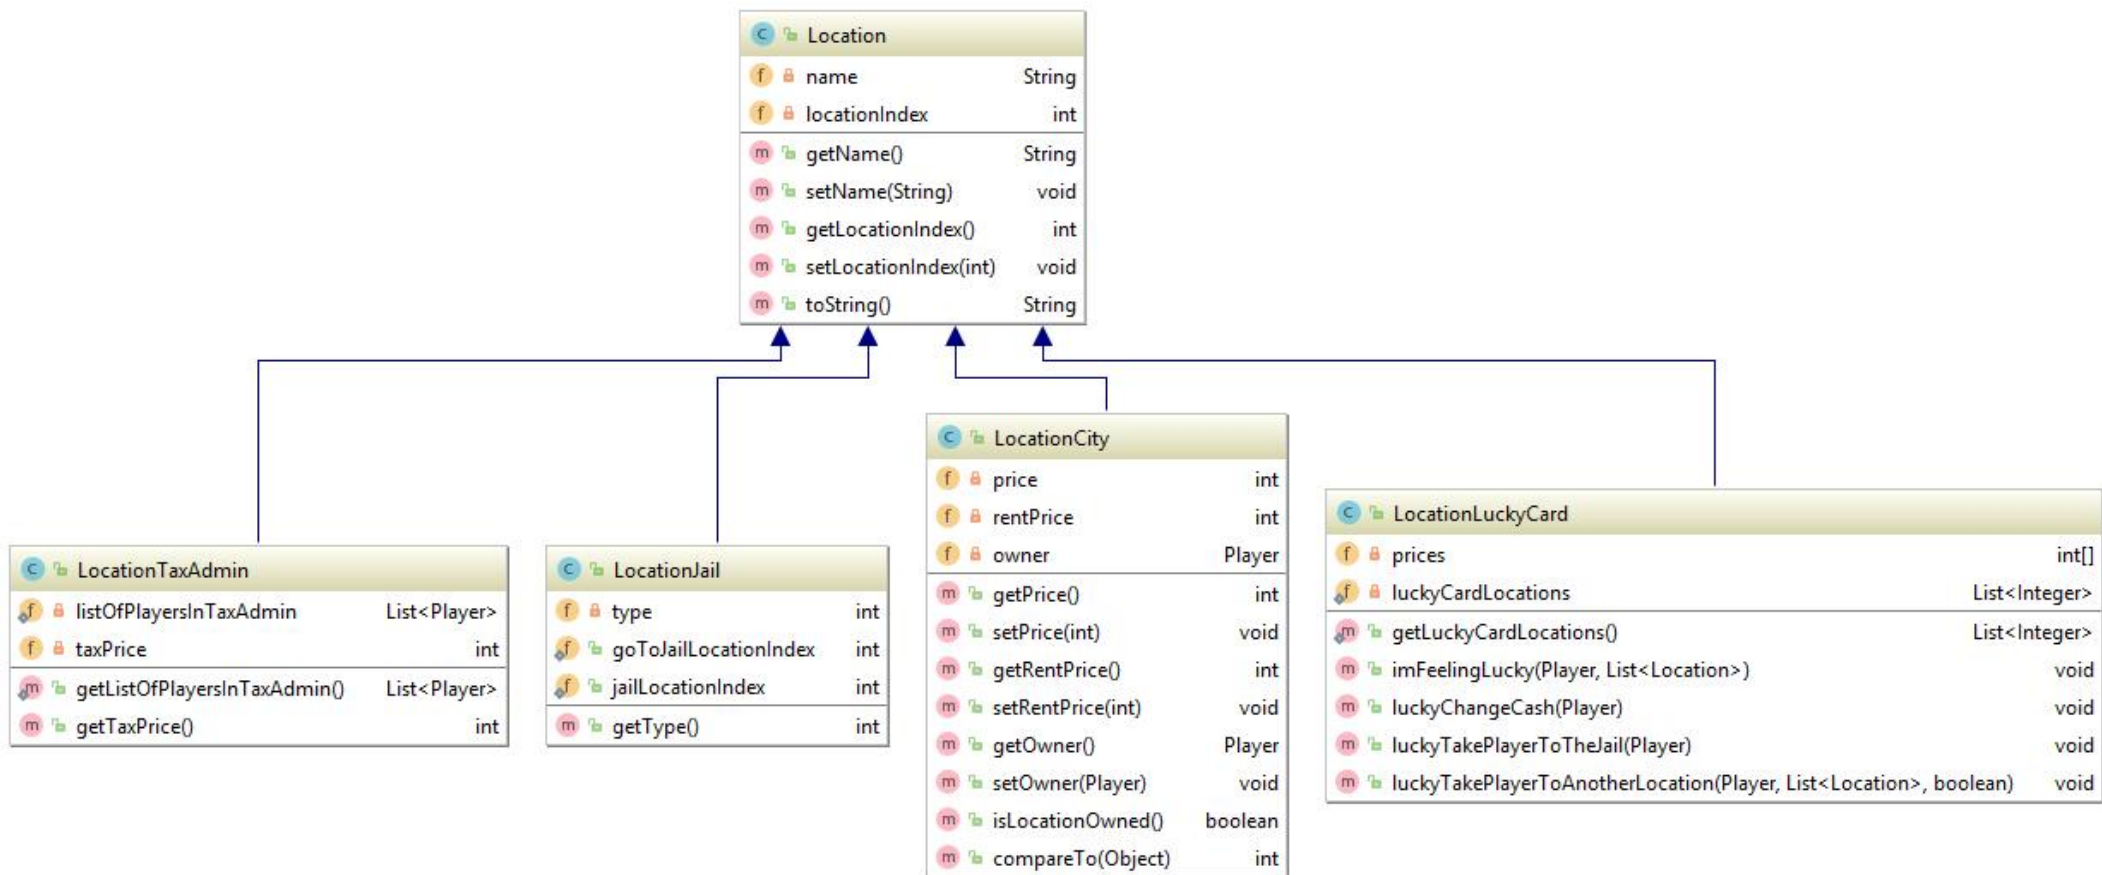 Location
name String
locationIndex int
getName() String
setName(String) void
getLocationIndex() int
setLocationIndex(int) void
toString() String
LocationTaxAdmin
listOfPlayersInTaxAdmin List<Player>
taxPrice int
getListOfPlayersInTaxAdmin() List<Player>
getTaxPrice() int
LocationJail
type int
goToJailLocationIndex int
jailLocationIndex int
getType() int
LocationCity
price int
rentPrice int
owner Player
getPrice() int
setPrice(int) void
getRentPrice() int
setRentPrice(int) void
getOwner() Player
setOwner(Player) void
isLocationOwned() boolean
compareTo(Object) int
LocationLuckyCard
prices int[]
luckyCardLocations List<Integer>
getLuckyCardLocations() List<Integer>
imFeelingLucky(Player, List<Location>) void
luckyChangeCash(Player) void
luckyTakePlayerToTheJail(Player) void
luckyTakePlayerToAnotherLocation(Player, List<Location>, boolean) void